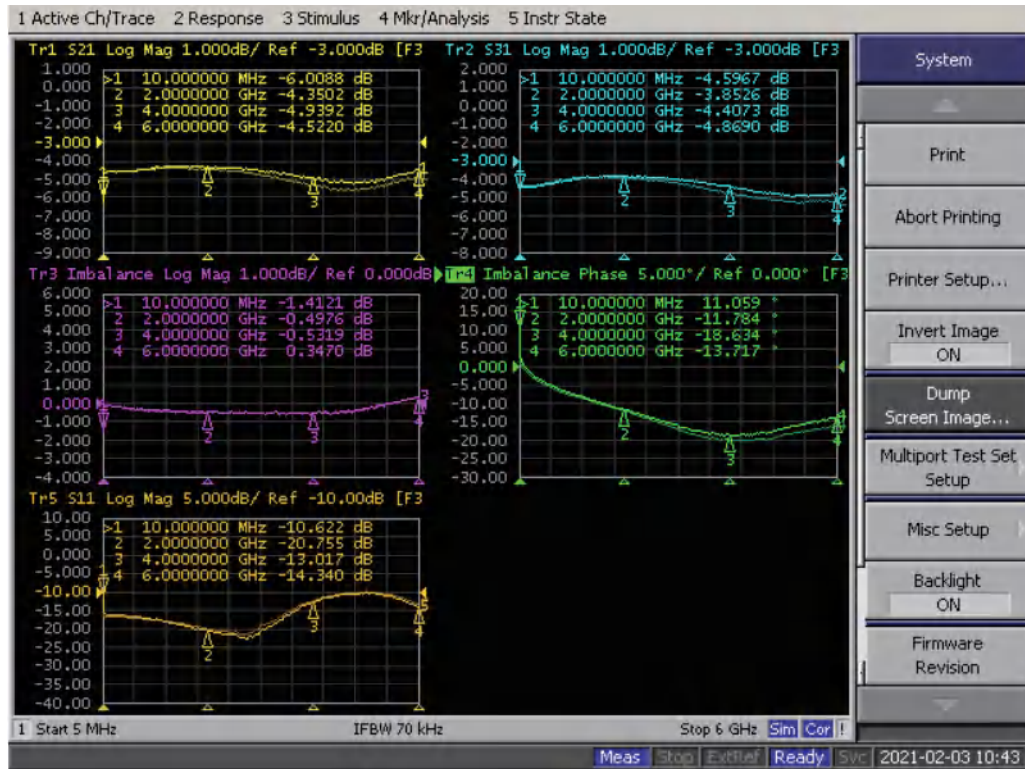 1 Active Ch/Trace 2 Response 3 Stimulus 4 Mkr/Analysis 5 Instr State
Tr1 S21 Log Mag 1.000dB/ Ref -3.000dB [F3
1.000
0.000
-1.000
-2.000
-3.000
-4.000
-5.000
-6.000
-7.000
-8.000
-9.000
>1 10.000000 MHz -6.0088 dB
2 2.0000000 GHz -4.3502 dB
3 4.0000000 GHz -4.9392 dB
4 6.0000000 GHz -4.5220 dB
2
3
4
Tr2 S31 Log Mag 1.000dB/ Ref -3.000dB [F3
2.000
1.000
0.000
-1.000
-2.000
-3.000
-4.000
-5.000
-6.000
-7.000
-8.000
>1 10.000000 MHz -4.5967 dB
2 2.0000000 GHz -3.8526 dB
3 4.0000000 GHz -4.4073 dB
4 6.0000000 GHz -4.8690 dB
2
3
2
4
Tr3 Imbalance Log Mag 1.000dB/ Ref 0.000dB
6.000
5.000
4.000
3.000
2.000
1.000
0.000
-1.000
-2.000
-3.000
-4.000
>1 10.000000 MHz -1.4121 dB
2 2.0000000 GHz -0.4976 dB
3 4.0000000 GHz -0.5319 dB
4 6.0000000 GHz 0.3470 dB
2
3
3
4
Tr4 Imbalance Phase 5.000°/ Ref 0.000° [F3
20.00
15.00
10.00
5.000
0.000
-5.000
-10.00
-15.00
-20.00
-25.00
-30.00
>1 10.000000 MHz 11.059 °
2 2.0000000 GHz -11.784 °
3 4.0000000 GHz -18.634 °
4 6.0000000 GHz -13.717 °
2
3
4
Tr5 S11 Log Mag 5.000dB/ Ref -10.00dB [F3
10.00
5.000
0.000
-5.000
-10.00
-15.00
-20.00
-25.00
-30.00
-35.00
-40.00
>1 10.000000 MHz -10.622 dB
2 2.0000000 GHz -20.755 dB
3 4.0000000 GHz -13.017 dB
4 6.0000000 GHz -14.340 dB
2
3
5
4
1 Start 5 MHz IFBW 70 kHz Stop 6 GHz Sim Cor !
Meas Stop ExtRef Ready Svc 2021-02-03 10:43
System
Print
Abort Printing
Printer Setup...
Invert Image
ON
Dump
Screen Image...
Multiport Test Set
Setup
Misc Setup
Backlight
ON
Firmware
Revision